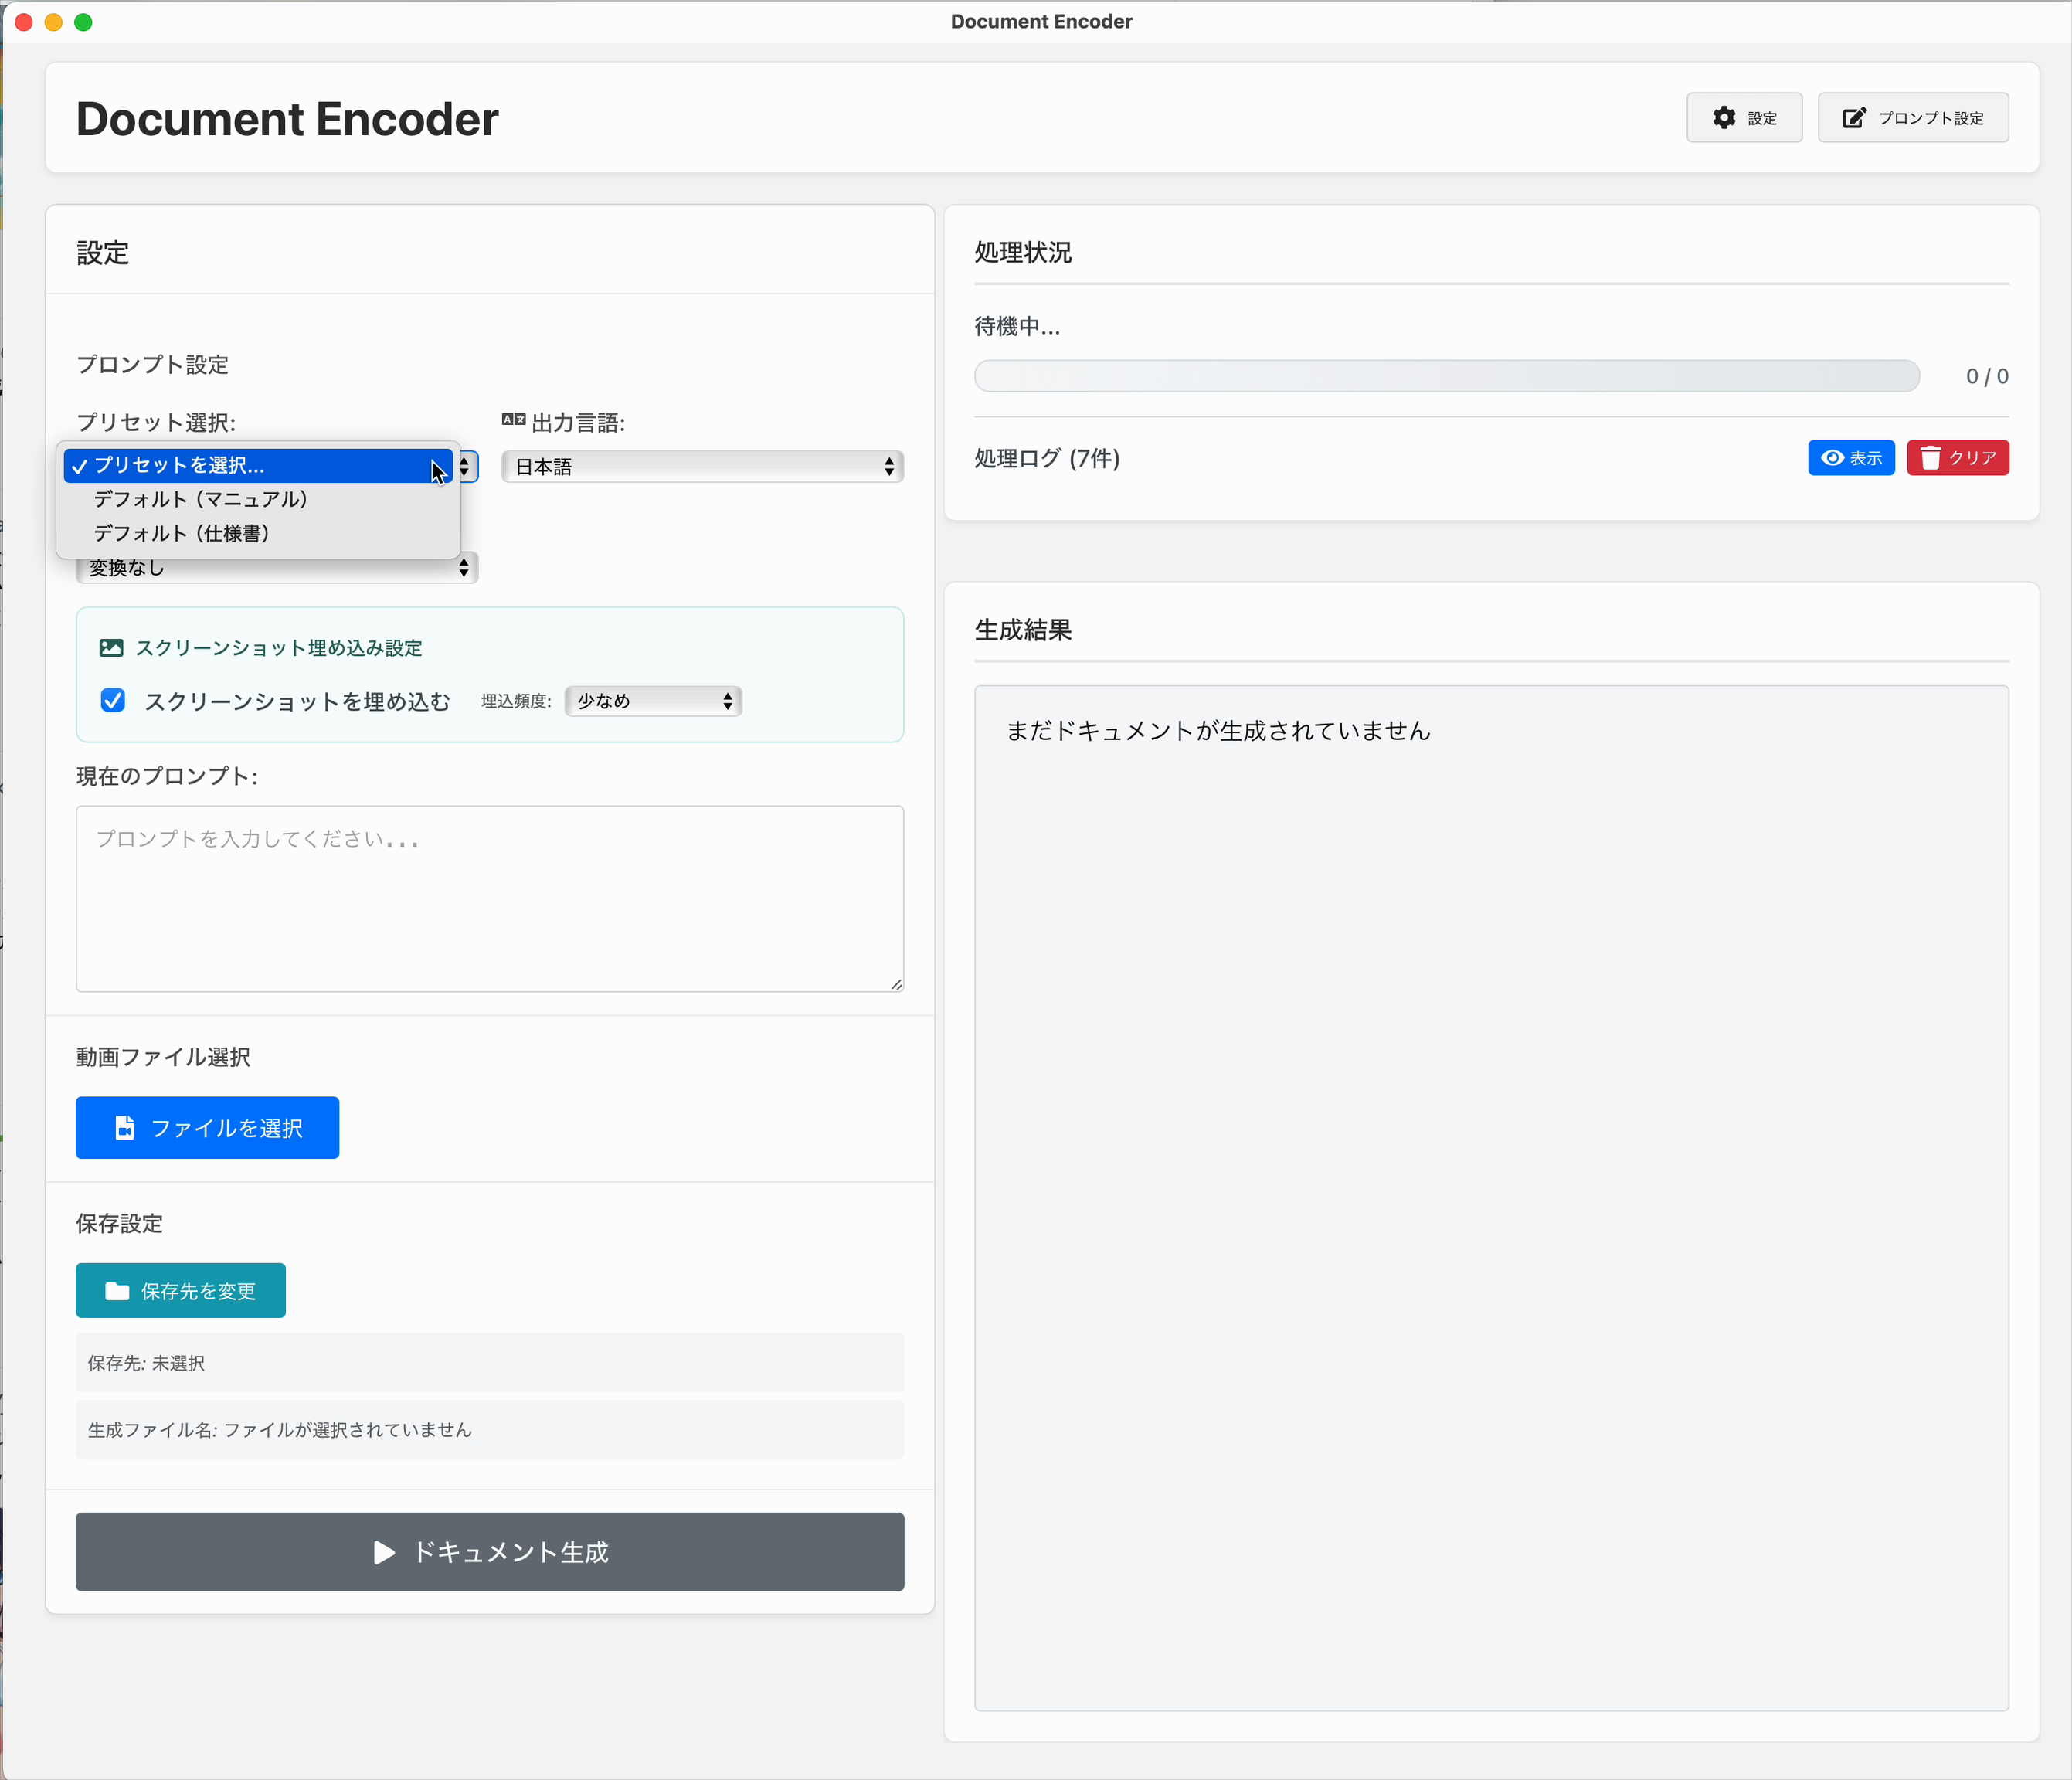 Document Encoder
Document Encoder
設定
プロンプト設定
設定
プロンプト設定
プリセット選択:
出力言語:
プリセットを選択...
デフォルト（マニュアル）
デフォルト（仕様書）
日本語
変換なし
スクリーンショット埋め込み設定
スクリーンショットを埋め込む
埋込頻度:
少なめ
現在のプロンプト:
プロンプトを入力してください...
動画ファイル選択
ファイルを選択
保存設定
保存先を変更
保存先: 未選択
生成ファイル名: ファイルが選択されていません
ドキュメント生成
処理状況
待機中...
0 / 0
処理ログ (7件)
表示
クリア
生成結果
まだドキュメントが生成されていません